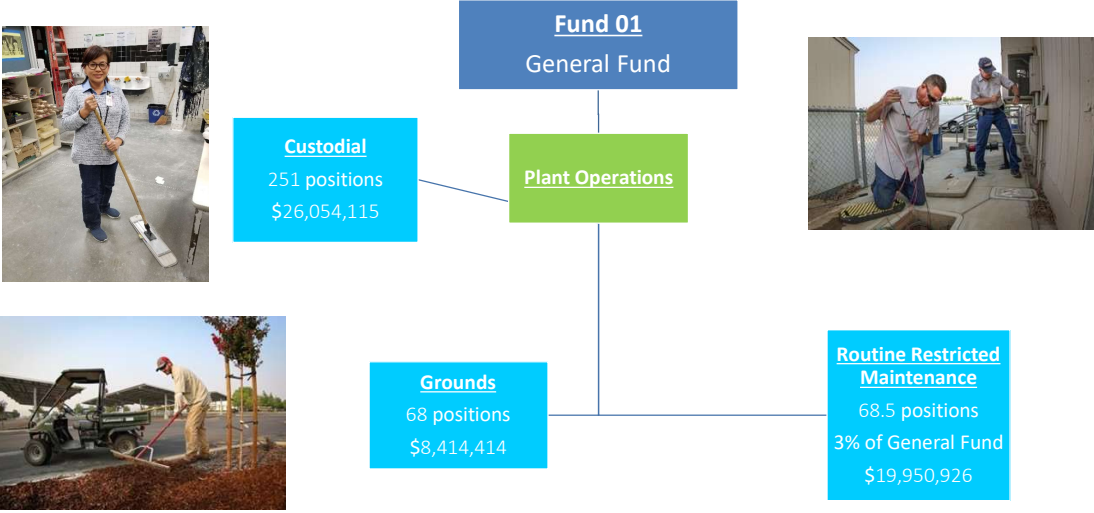 Fund 01
General Fund
Custodial
251 positions
$26,054,115
Plant Operations
Grounds
68 positions
$8,414,414
Routine Restricted
Maintenance
68.5 positions
3% of General Fund
$19,950,926